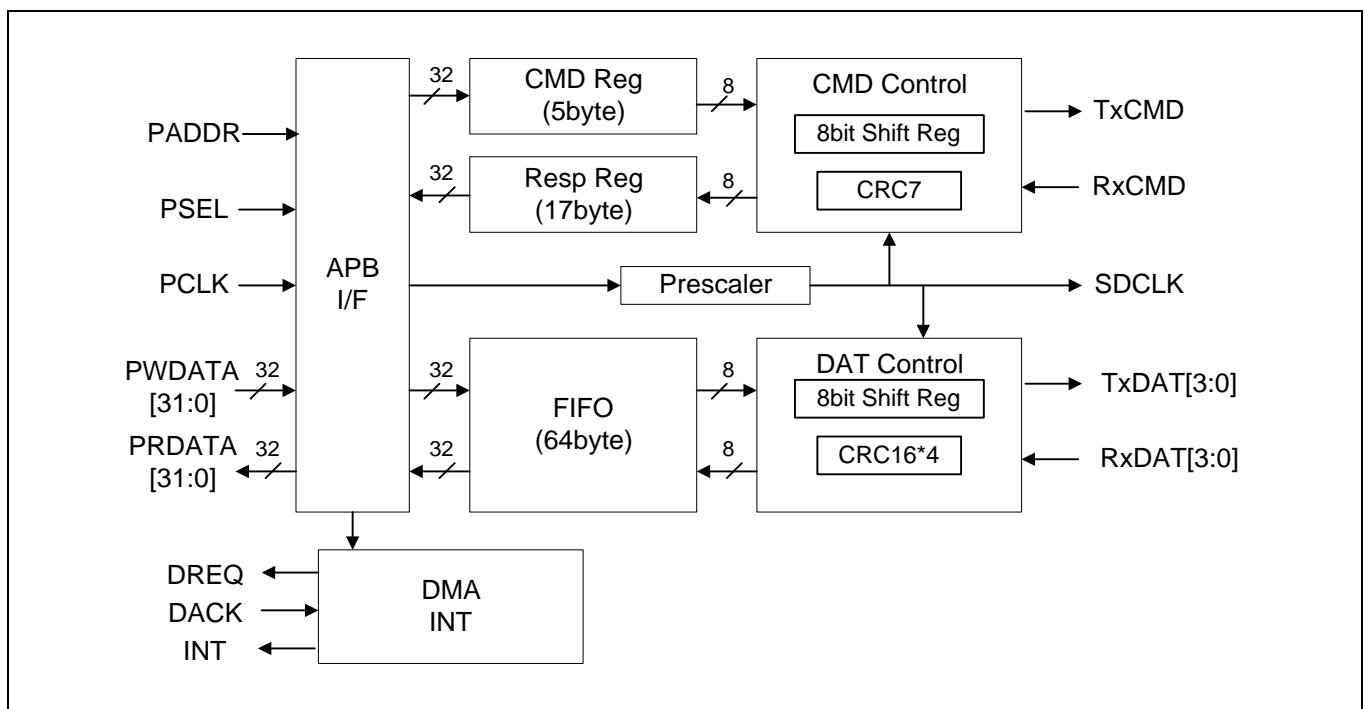 32
CMD Reg
(5byte)
8
CMD Control
8bit Shift Reg
CRC7
TxCMD
RxCMD
PADDR
32
Resp Reg
(17byte)
8
PSEL
PCLK
APB
I/F
Prescaler
SDCLK
PWDATA
[31:0]
32
32
FIFO
(64byte)
8
DAT Control
8bit Shift Reg
CRC16*4
TxDAT[3:0]
RxDAT[3:0]
PRDATA
[31:0]
32
32
8
DREQ
DACK
INT
DMA
INT